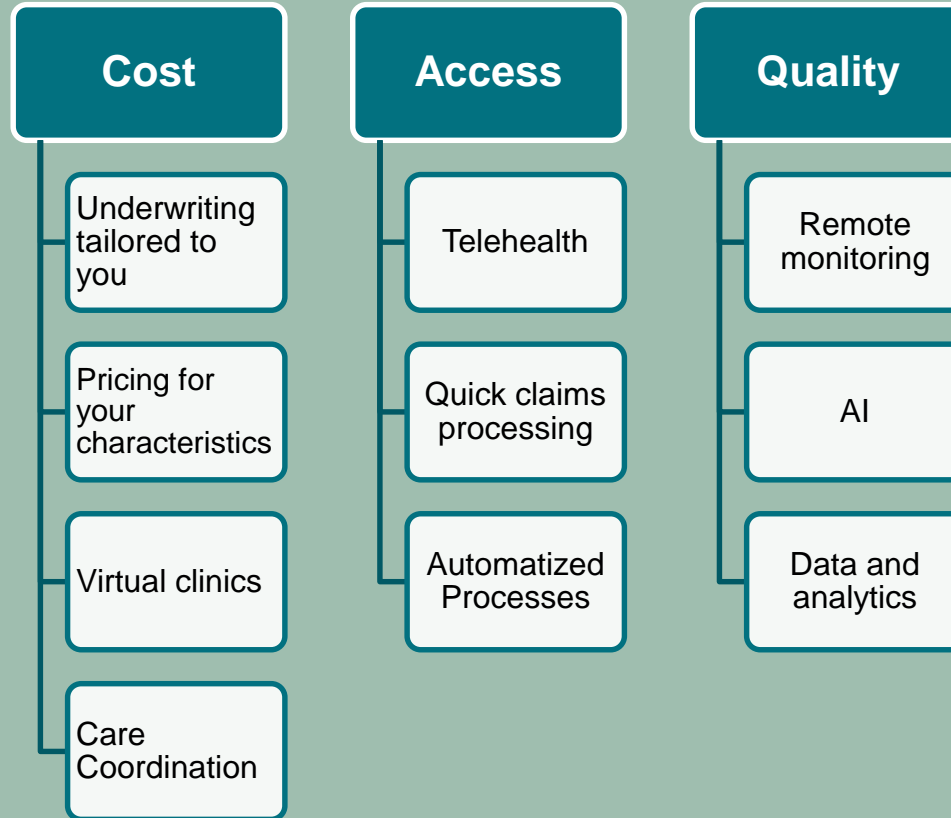 Cost
Underwriting
tailored to
you
Pricing for
your
characteristics
Virtual clinics
Care
Coordination
Access
Telehealth
Quick claims
processing
Automatized
Processes
Quality
Remote
monitoring
AI
Data and
analytics